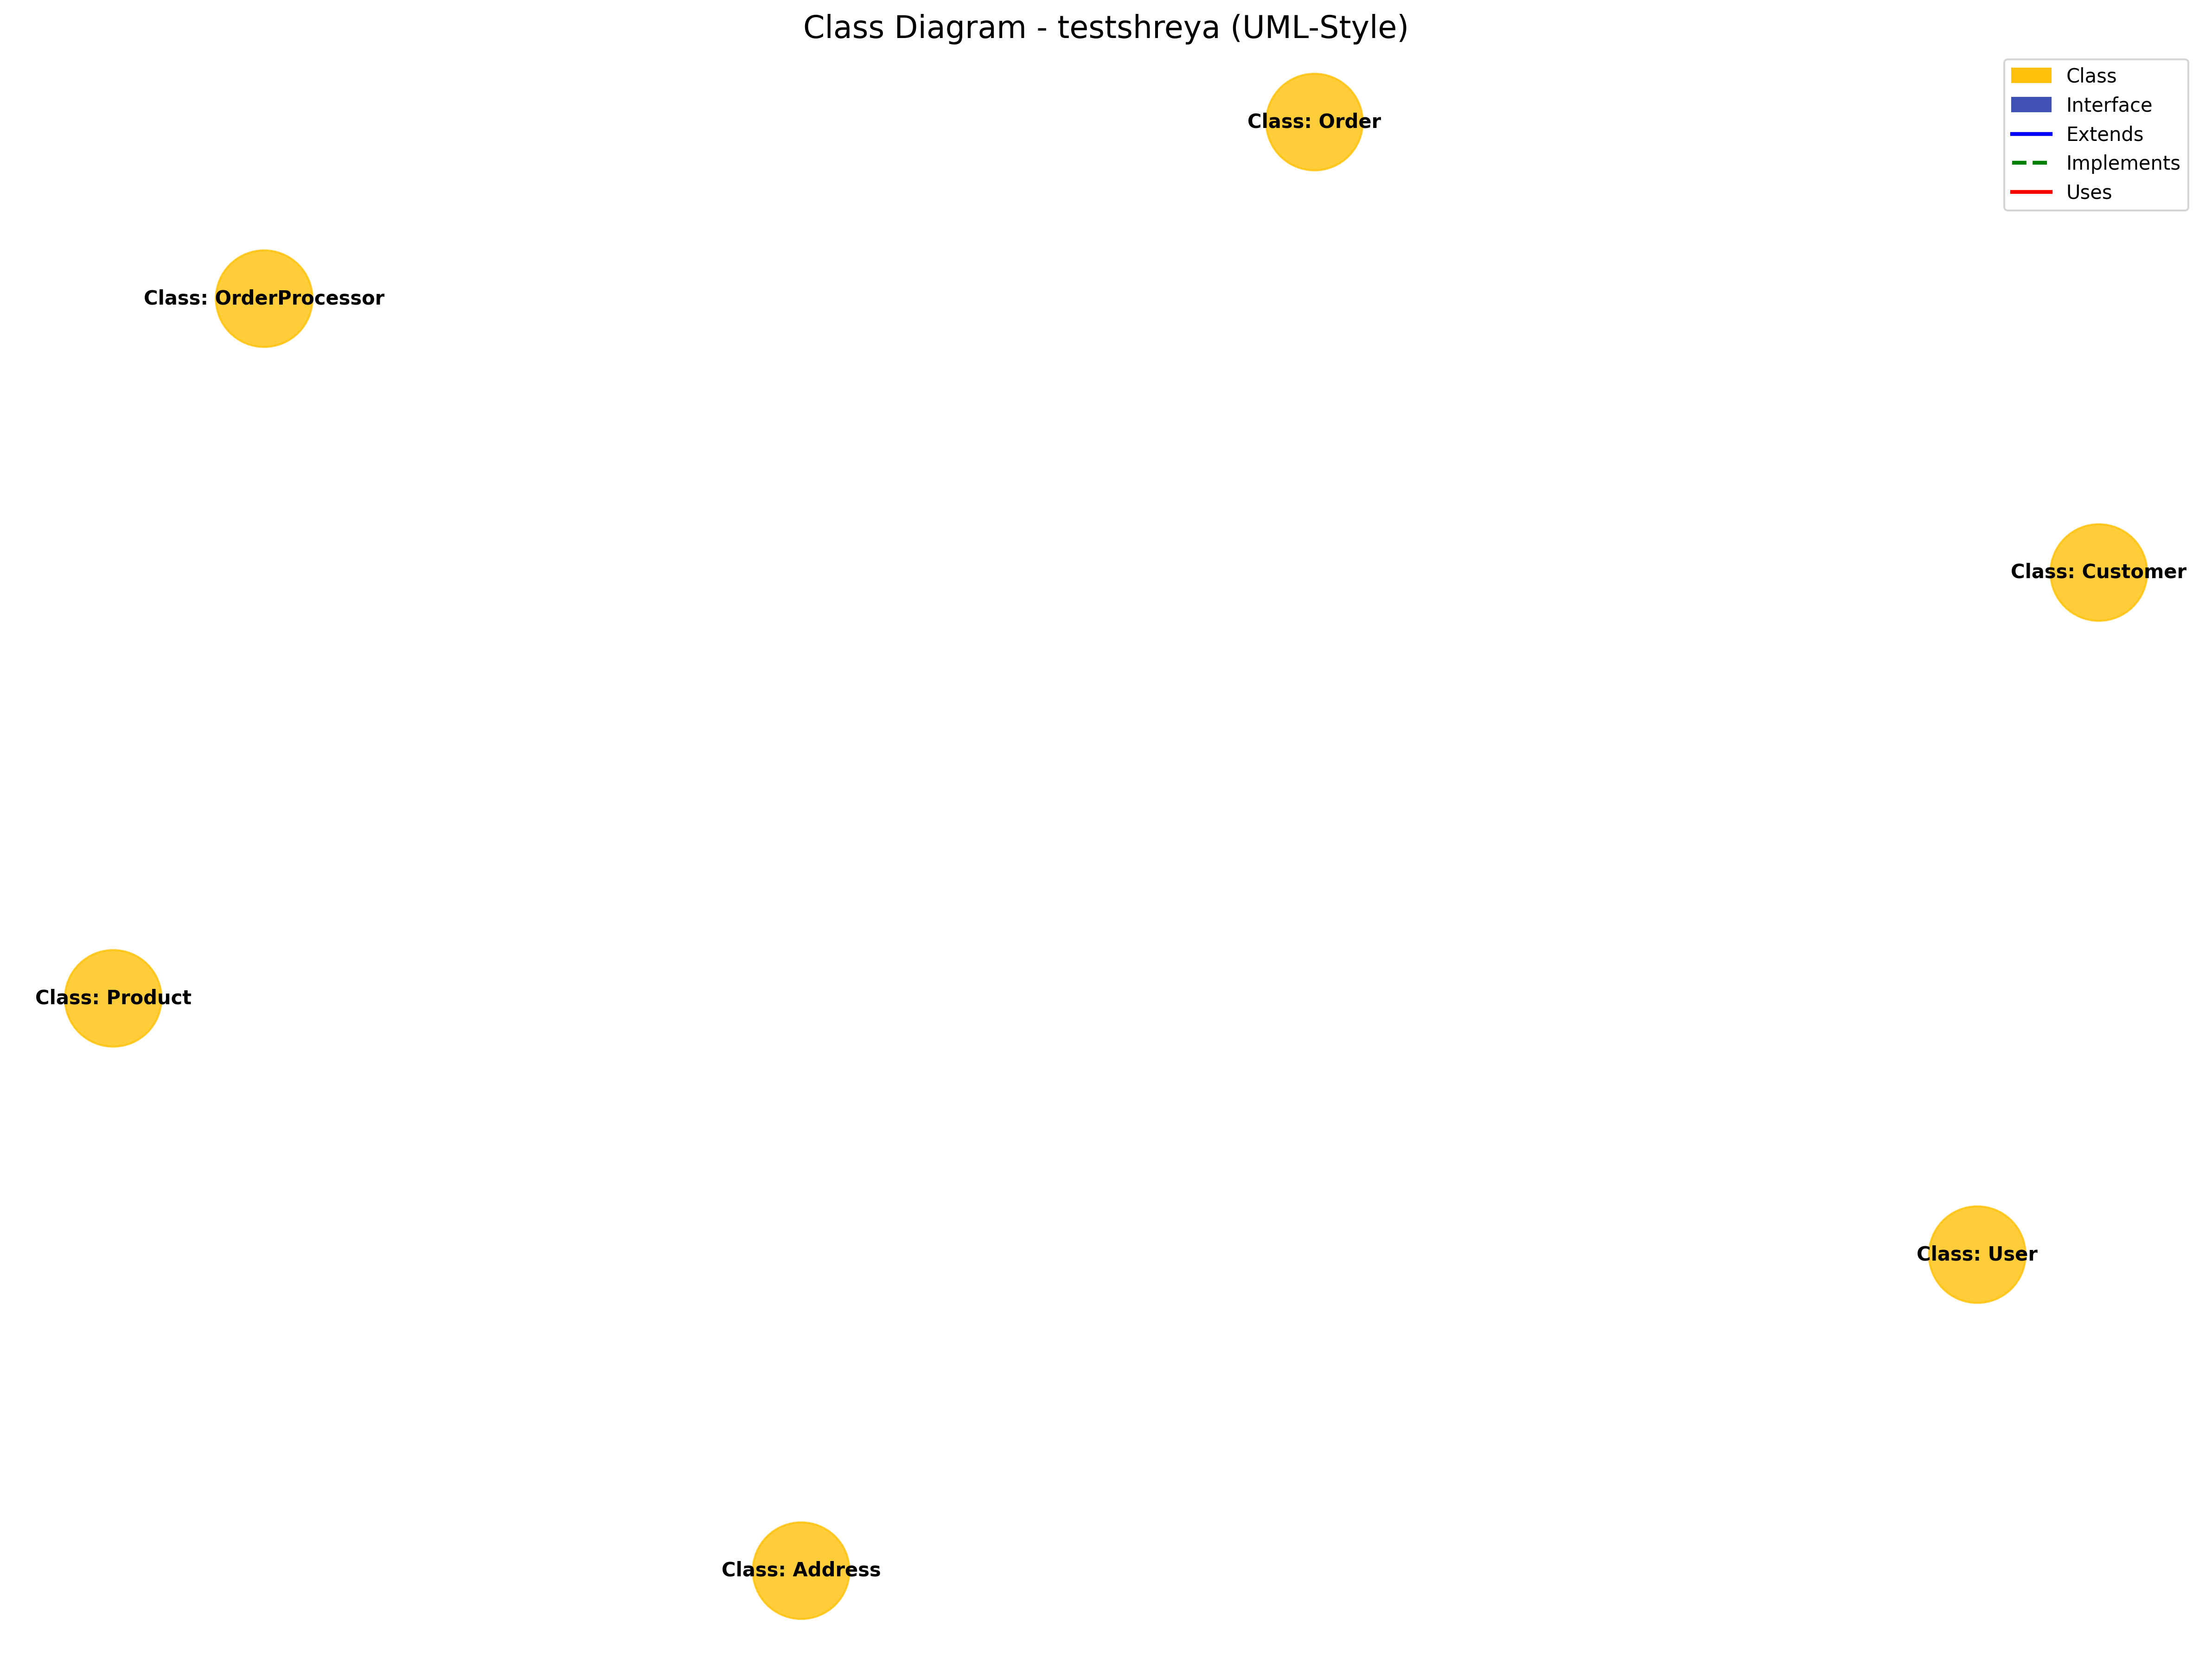 Class Diagram - testshreya (UML-Style)
Class
Interface
Extends
Implements
Uses
Class: Order
Class: OrderProcessor
Class: Customer
Class: Product
Class: User
Class: Address